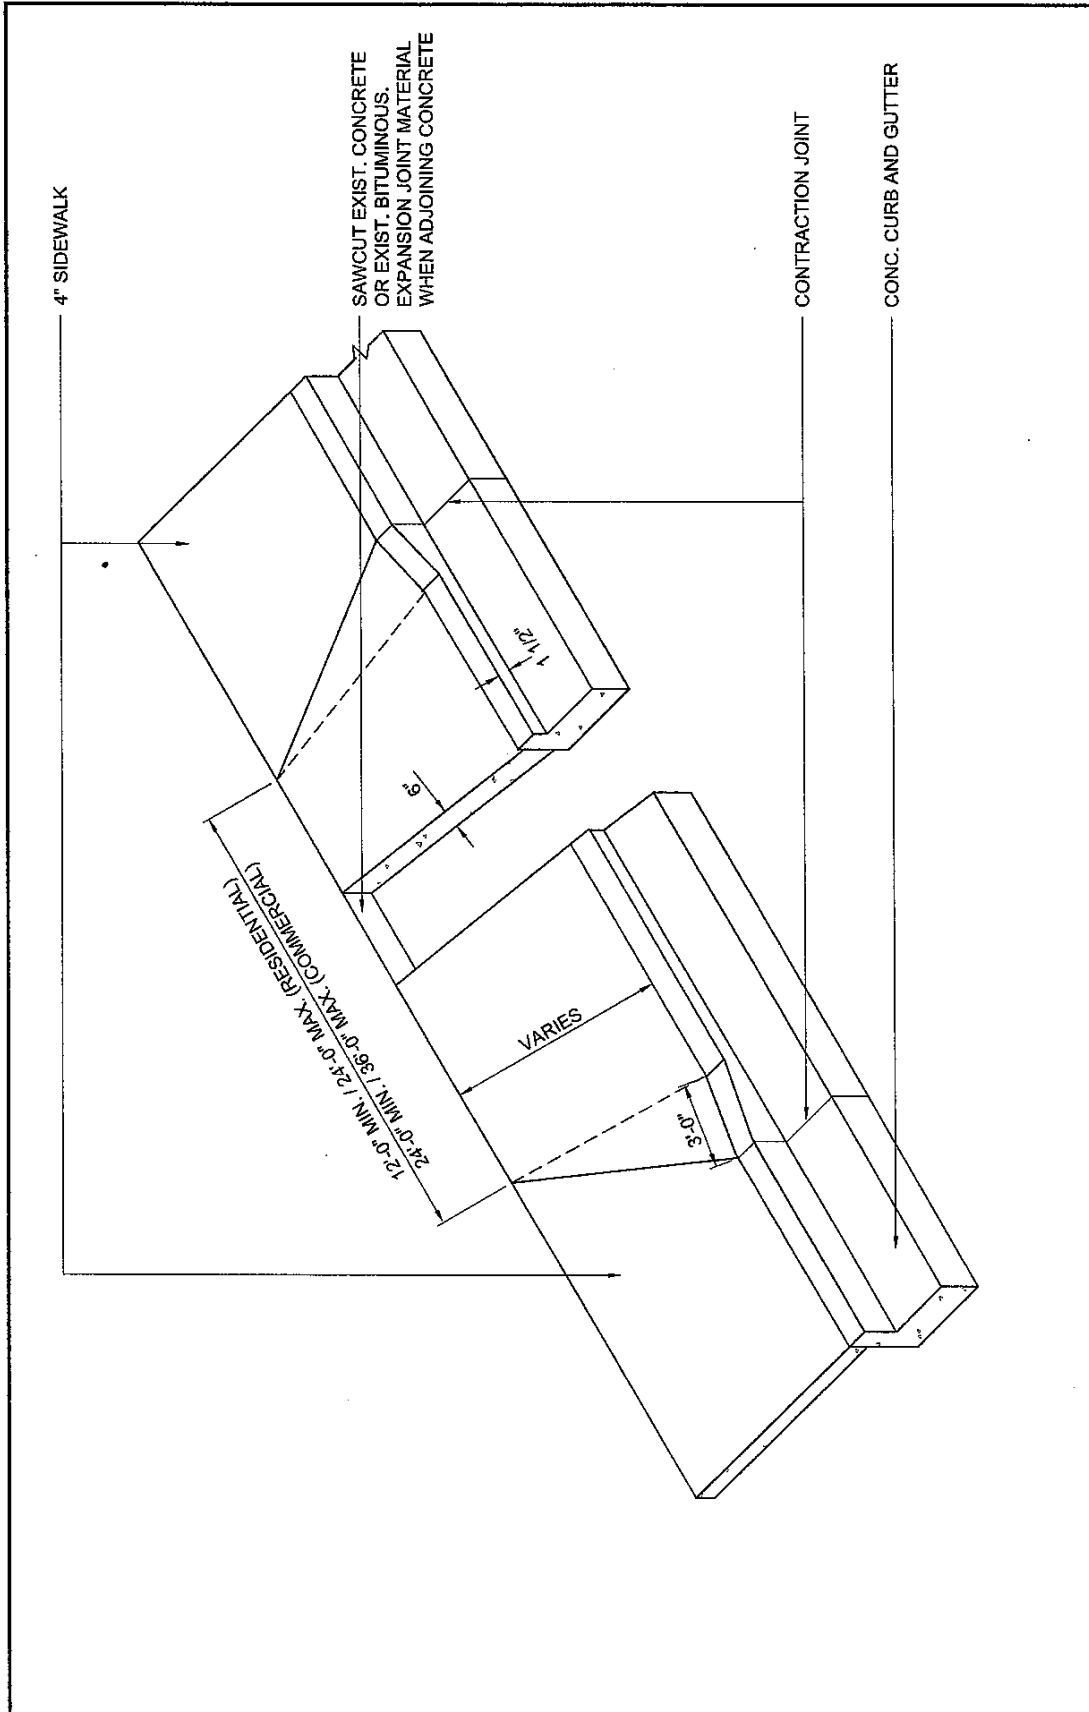 4" SIDEWALK
SAWCUT EXIST. CONCRETE
OR EXIST. BITUMINOUS.
EXPANSION JOINT MATERIAL
WHEN ADJOINING CONCRETE
CONTRACTION JOINT
CONC. CURB AND GUTTER
12'-0" MIN. / 24'-0" MAX. (RESIDENTIAL)
24'-0" MIN. / 36'-0" MAX. (COMMERCIAL)
6"
1 1/2"
VARIES
3'-0"